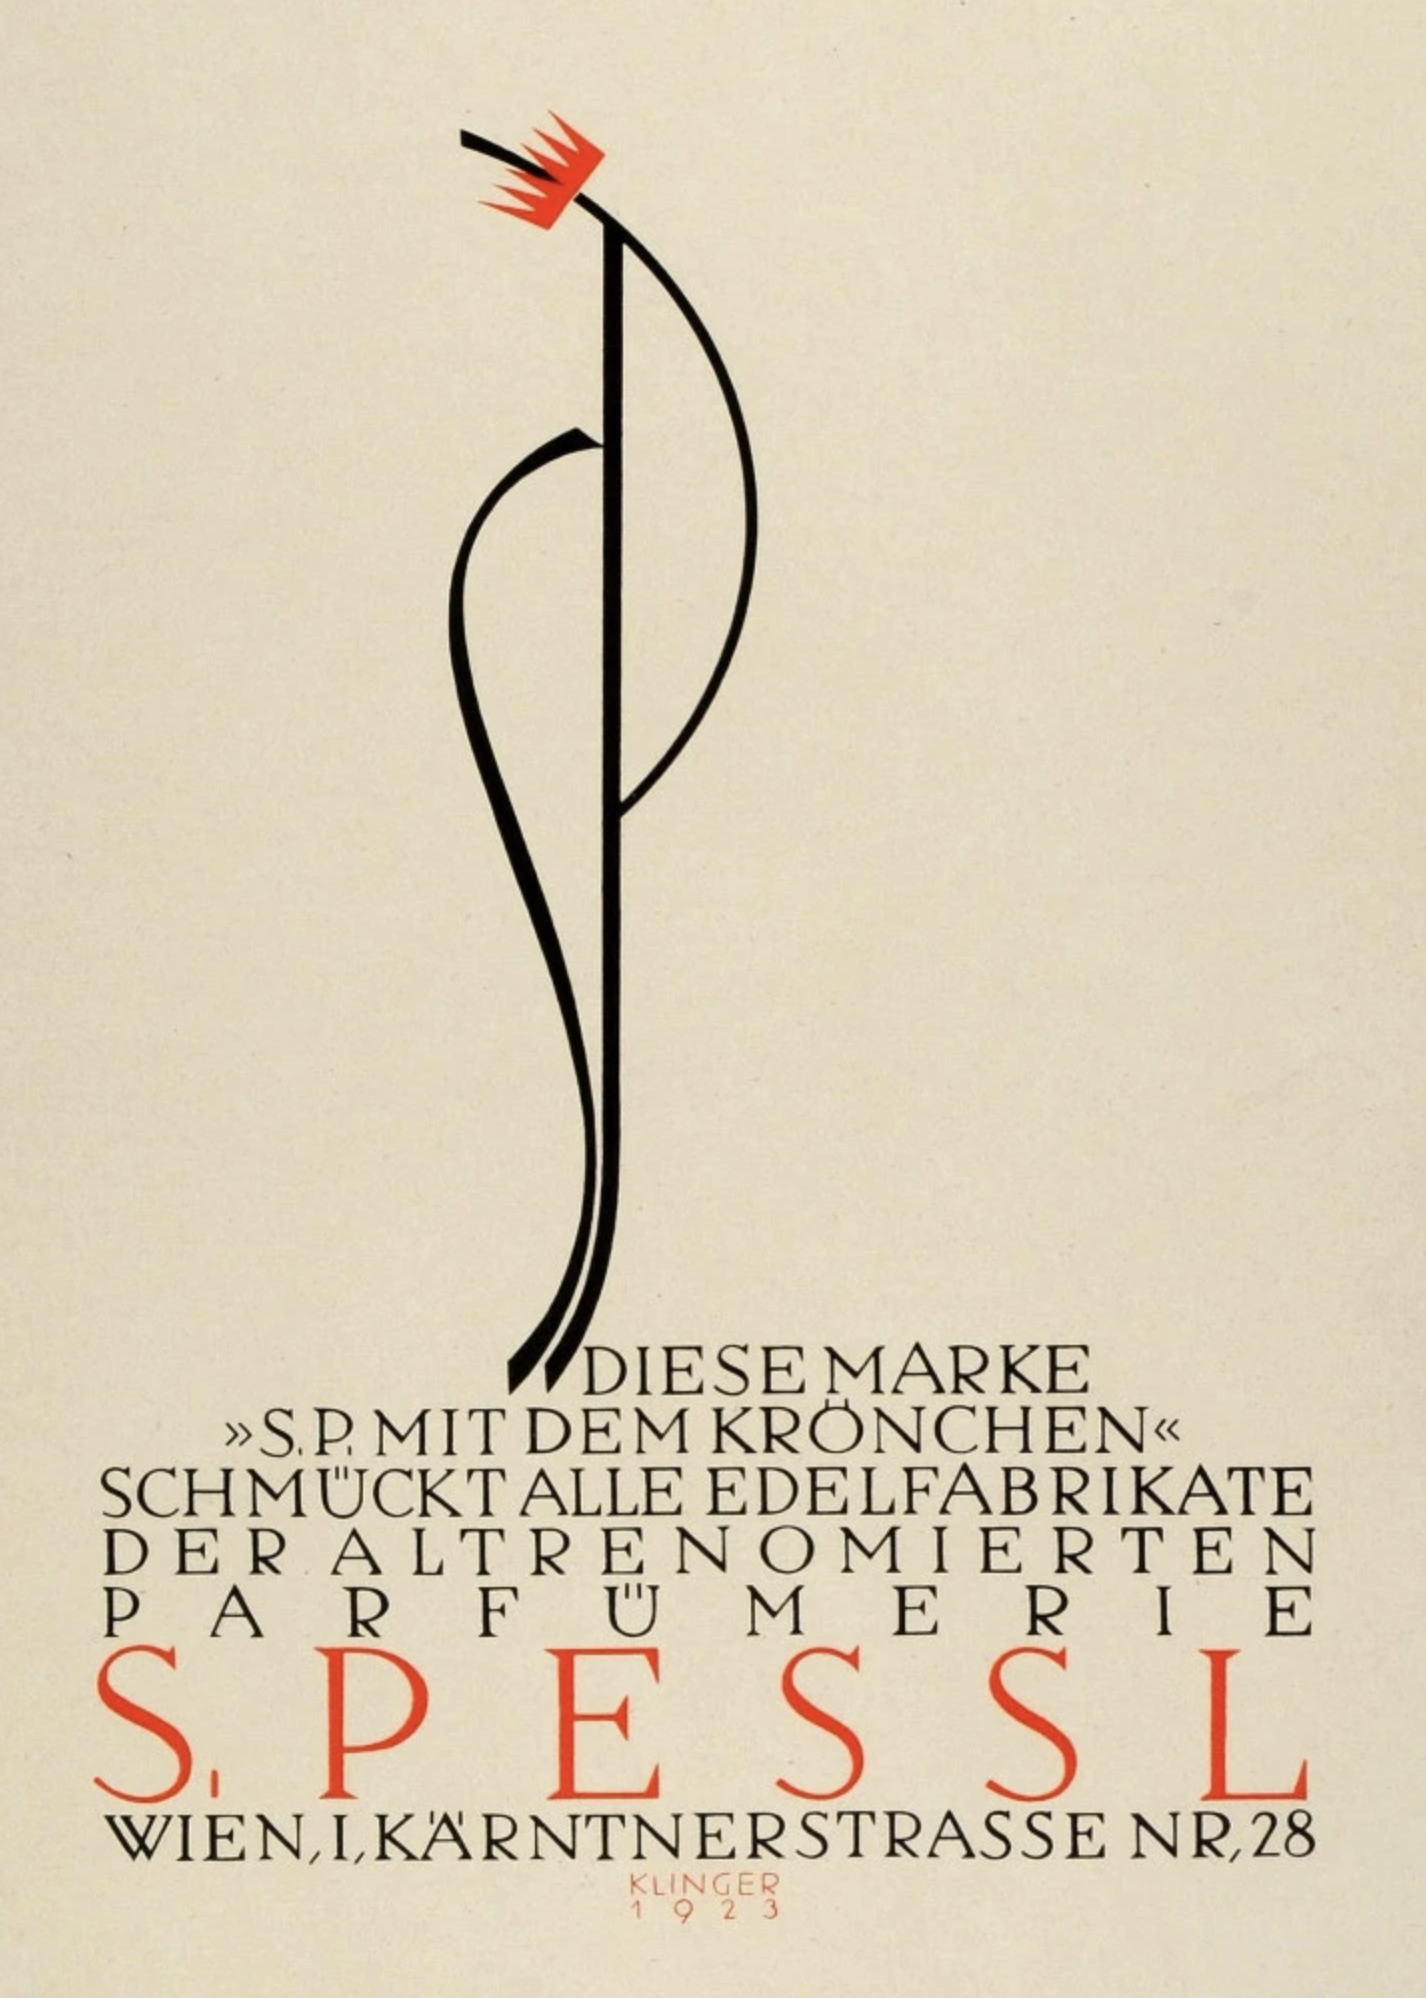 DIESE MARKE
»S.P. MIT DEM KRÖNCHEN«
SCHMÜCKT ALLE EDELFABRIKATE
DER ALTRENOMIERTEN
PARFÜMERIE
S. PESSL
WIEN, I, KÄRNTNERSTRASSE NR, 28
KLINGER
1923